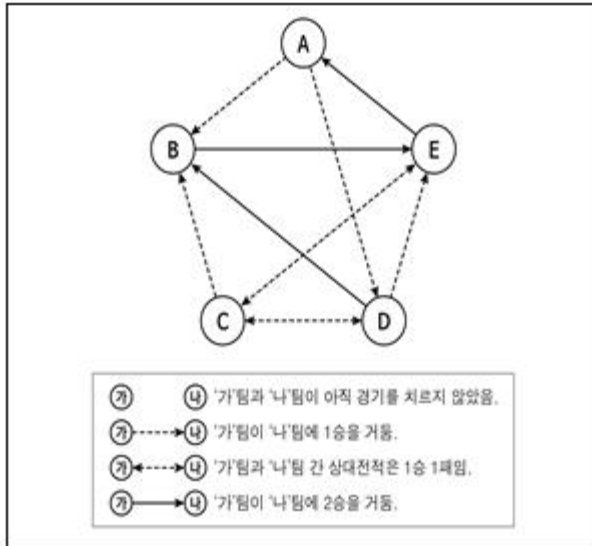 A
B
E
C
D
가 나 '가'팀과 '나'팀이 아직 경기를 치르지 않았음.
가 나 '가'팀이 '나'팀에 1승을 거둠.
가 나 '가'팀과 '나'팀 간 상대전적은 1승 1패임.
가 나 '가'팀이 '나'팀에 2승을 거둠.